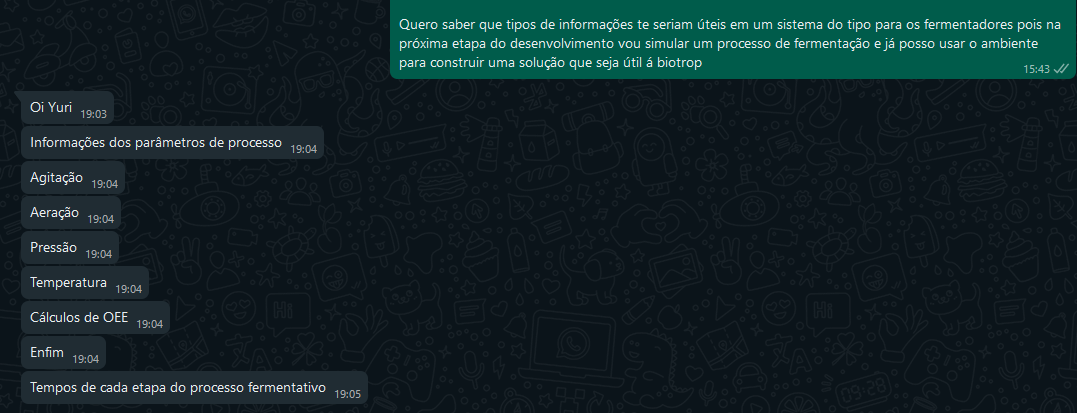 Quero saber que tipos de informações te seriam úteis em um sistema do tipo para os fermentadores pois na
próxima etapa do desenvolvimento vou simular um processo de fermentação e já posso usar o ambiente
para construir uma solução que seja útil á biotrop
15:43
Oi Yuri 19:03
Informações dos parâmetros de processo 19:04
Agitação 19:04
Aeração 19:04
Pressão 19:04
Temperatura 19:04
Cálculos de OEE 19:04
Enfim 19:04
Tempos de cada etapa do processo fermentativo 19:05